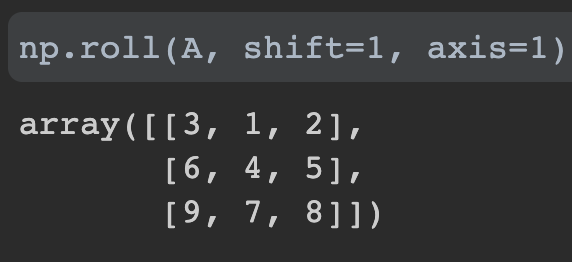 np.roll(A, shift=1, axis=1)
array([[3, 1, 2],
       [6, 4, 5],
       [9, 7, 8]])